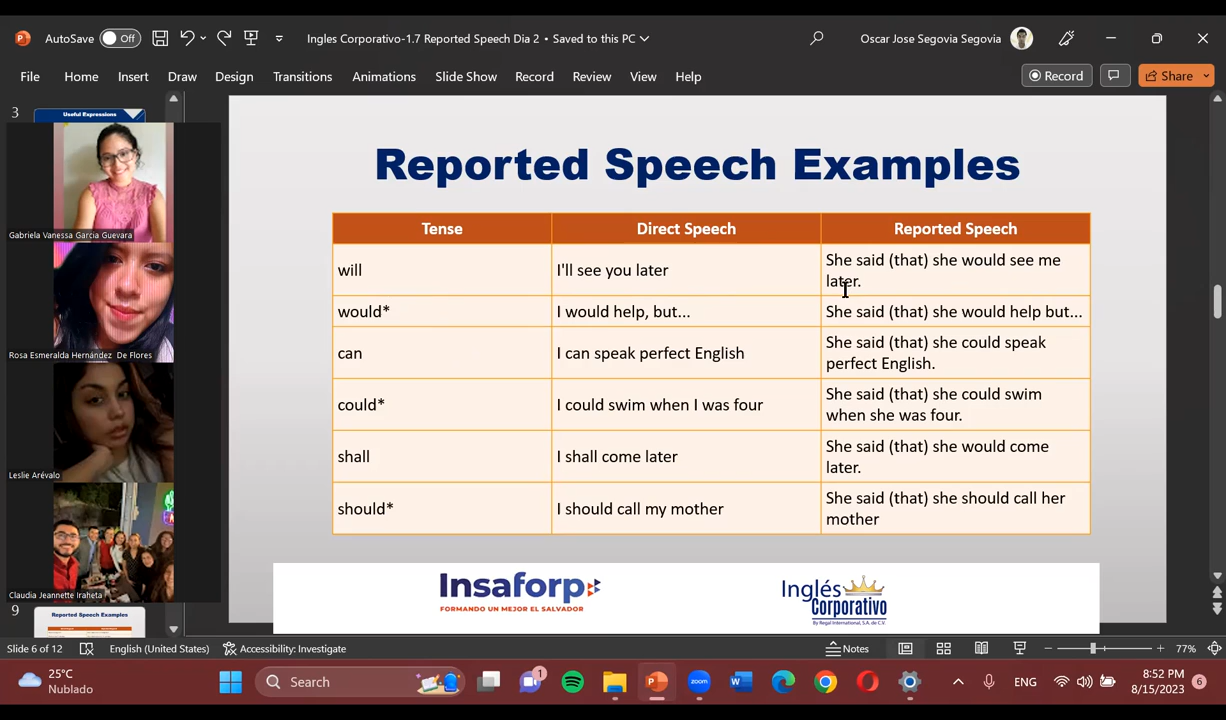 AutoSave Off Ingles Corporativo-1.7 Reported Speech Dia 2 • Saved to this PC Oscar Jose Segovia Segovia
File Home Insert Draw Design Transitions Animations Slide Show Record Review View Help Record Share
3
Useful Expressions
Gabriela Vanessa Garcia Guevara
Rosa Esmeralda Hernández De Flores
Leslie Arévalo
Claudia Jeannette Iraheta
9
Reported Speech Examples
Reported Speech Examples
Tense Direct Speech Reported Speech
will I'll see you later She said (that) she would see me
later.
would* I would help, but... She said (that) she would help but...
can I can speak perfect English She said (that) she could speak
perfect English.
could* I could swim when I was four She said (that) she could swim
when she was four.
shall I shall come later She said (that) she would come
later.
should* I should call my mother She said (that) she should call her
mother
Insaforp
FORMANDO UN MEJOR EL SALVADOR
Inglés
Corporativo
By Regal International, S.A. de C.V.
Slide 6 of 12 English (United States) Accessibility: Investigate Notes 77%
25°C
Nublado
Search
1
zoom
ENG
8:52 PM
8/15/2023
6